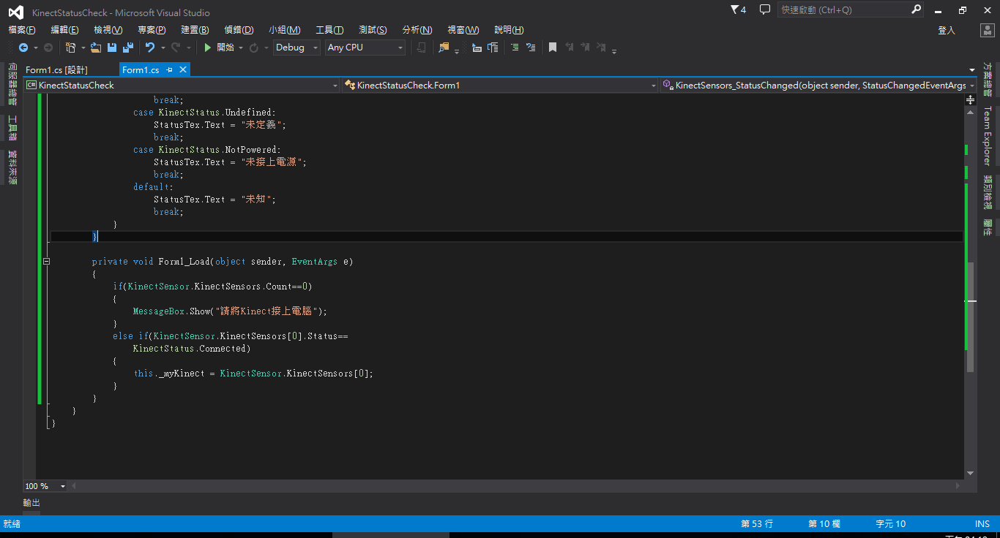 KinectStatusCheck - Microsoft Visual Studio
4
快速啟動 (Ctrl+Q)
檔案(F) 編輯(E) 檢視(V) 專案(P) 建置(B) 偵錯(D) 小組(M) 工具(T) 測試(S) 分析(N) 視窗(W) 說明(H)
登入
開始 Debug Any CPU
伺服器總管
工具箱
資料來源
Form1.cs [設計] Form1.cs
C# KinectStatusCheck KinectStatusCheck.Form1 KinectSensors_StatusChanged(object sender, StatusChangedEventArgs
break;
case KinectStatus.Undefined:
StatusTex.Text = "未定義";
break;
case KinectStatus.NotPowered:
StatusTex.Text = "未接上電源";
break;
default:
StatusTex.Text = "未知";
break;
}
}
private void Form1_Load(object sender, EventArgs e)
{
if(KinectSensor.KinectSensors.Count==0)
{
MessageBox.Show("請將Kinect接上電腦");
}
else if(KinectSensor.KinectSensors[0].Status==
KinectStatus.Connected)
{
this._myKinect = KinectSensor.KinectSensors[0];
}
}
}
}
方案總管
Team Explorer
類別檢視
屬性
100 %
輸出
就緒 第 53 行 第 10 欄 字元 10 INS